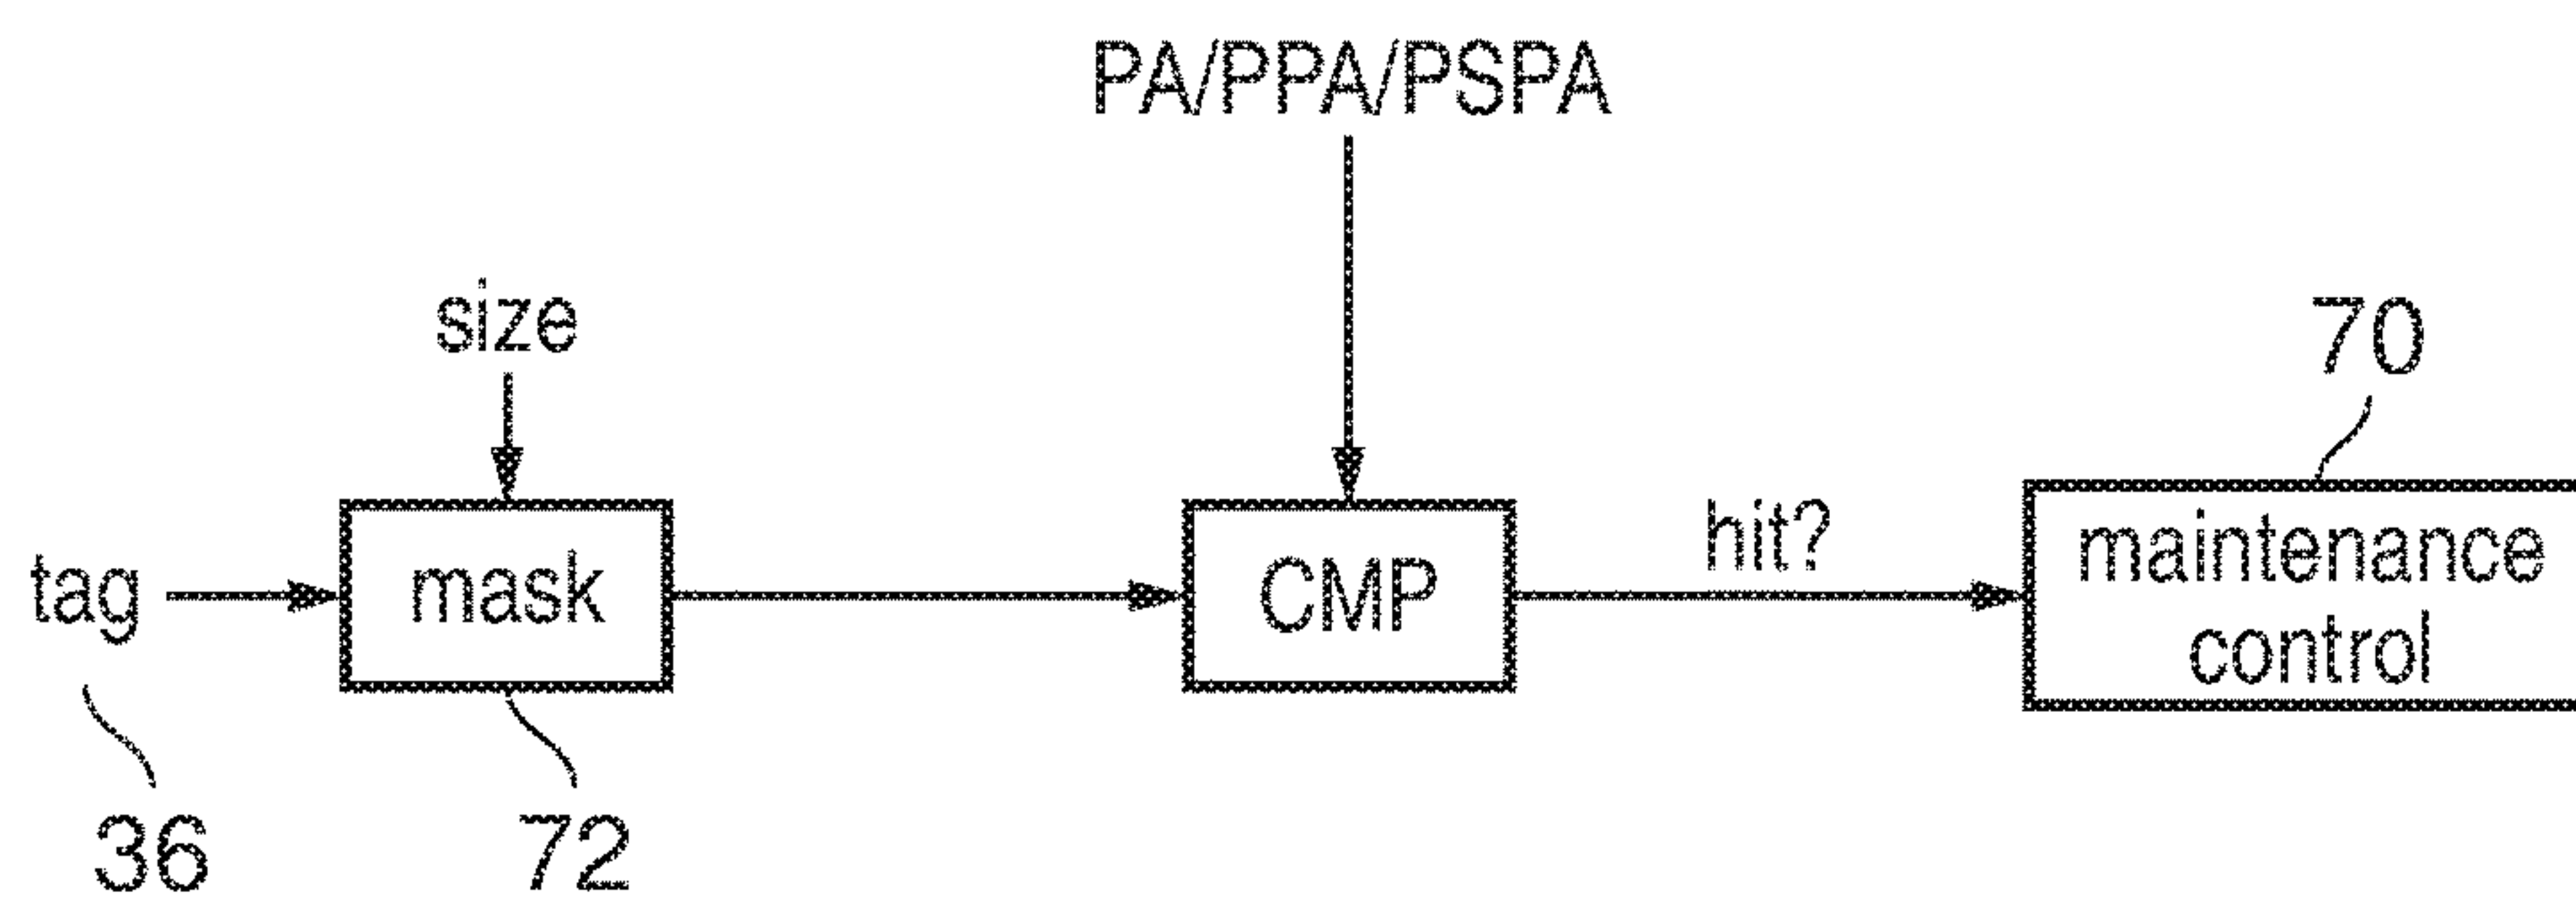 PA/PPA/PSPA
size
70
tag
mask
CMP
hit?
maintenance
control
36
72